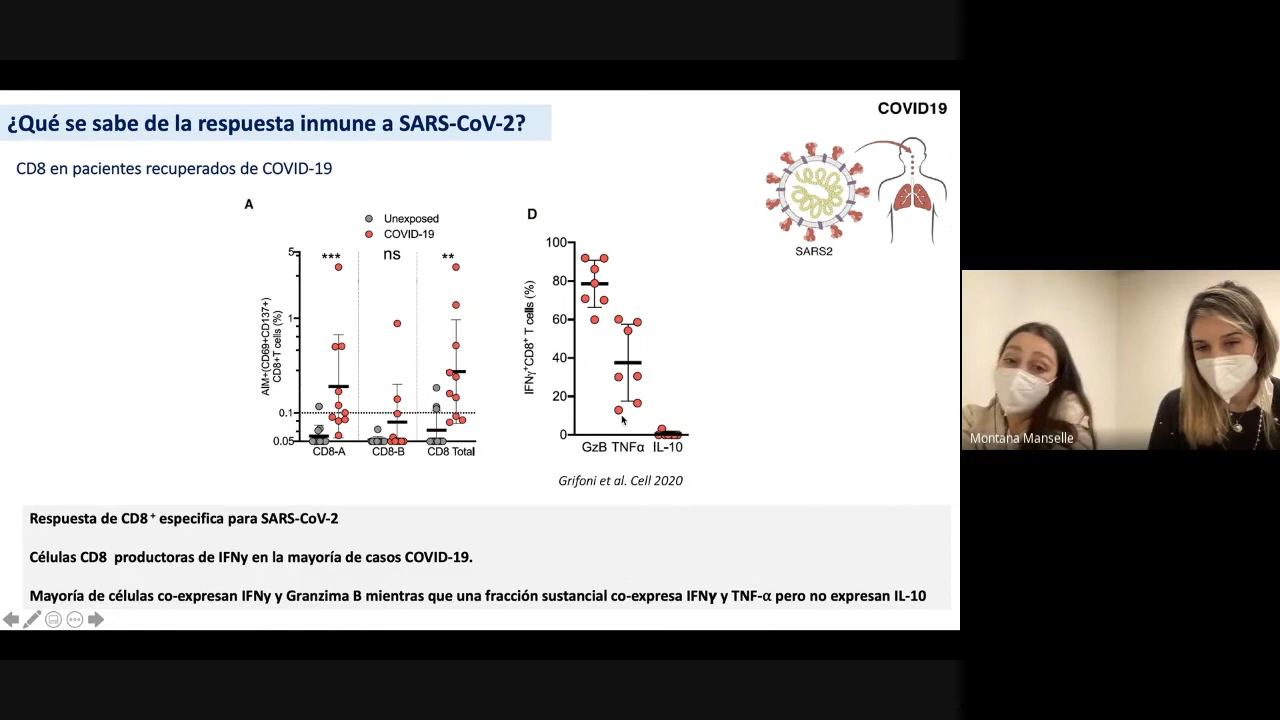 ¿Qué se sabe de la respuesta inmune a SARS-CoV-2?
COVID19
CD8 en pacientes recuperados de COVID-19
SARS2
A
Unexposed
COVID-19
*** ns **
5
1
0.1
0.05
AIM+(CD69+CD137+)
CD8+T cells (%)
CD8-A CD8-B CD8 Total
D
100
80
60
40
20
0
IFNγ⁺CD8⁺ T cells (%)
GzB TNFα IL-10
Grifoni et al. Cell 2020
Montana Manselle
Respuesta de CD8⁺ especifica para SARS-CoV-2
Células CD8 productoras de IFNy en la mayoría de casos COVID-19.
Mayoría de células co-expresan IFNy y Granzima B mientras que una fracción sustancial co-expresa IFNγ y TNF-α pero no expresan IL-10